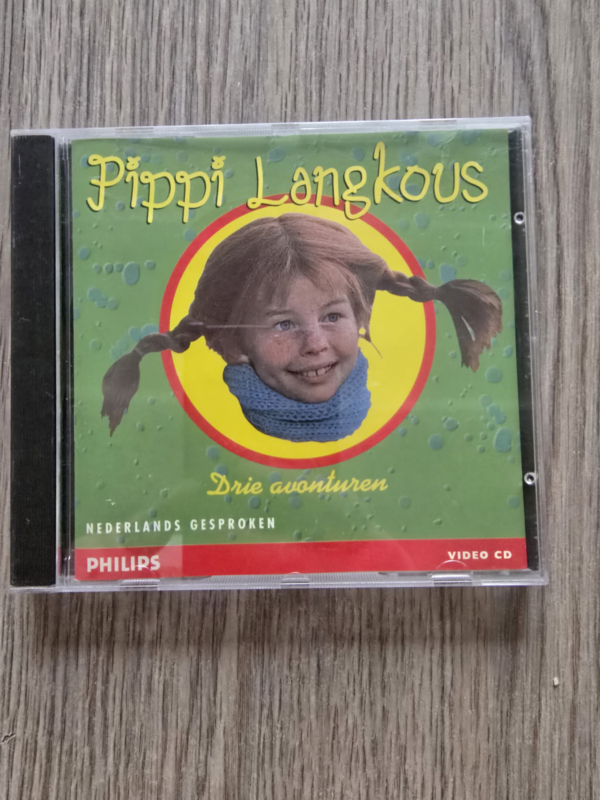 Pippi Langkous
Drie avonturen
NEDERLANDS GESPROKEN
PHILIPS
VIDEO CD